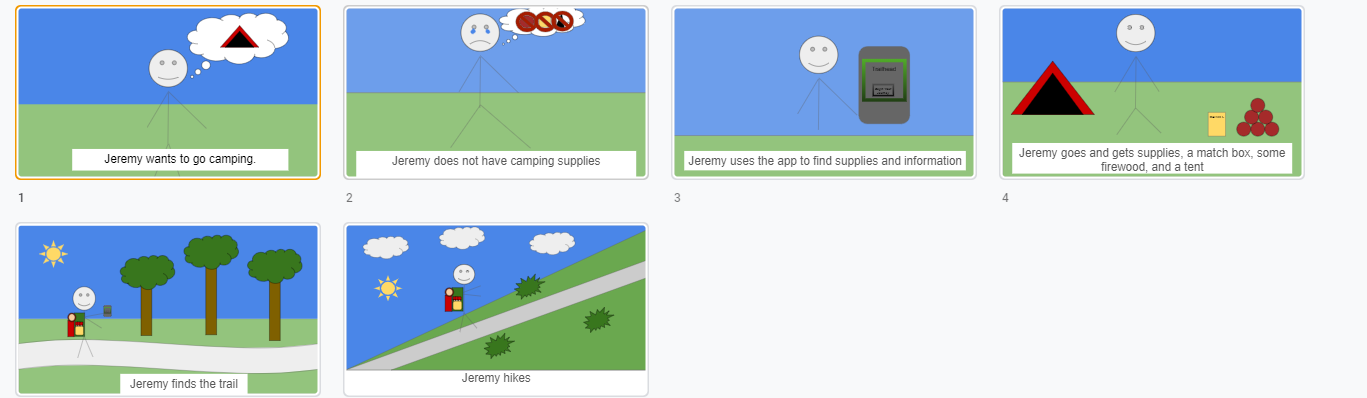 Jeremy wants to go camping.
Jeremy does not have camping supplies
Jeremy uses the app to find supplies and information
Jeremy goes and gets supplies, a match box, some
firewood, and a tent
1
2
3
4
Jeremy finds the trail
Jeremy hikes